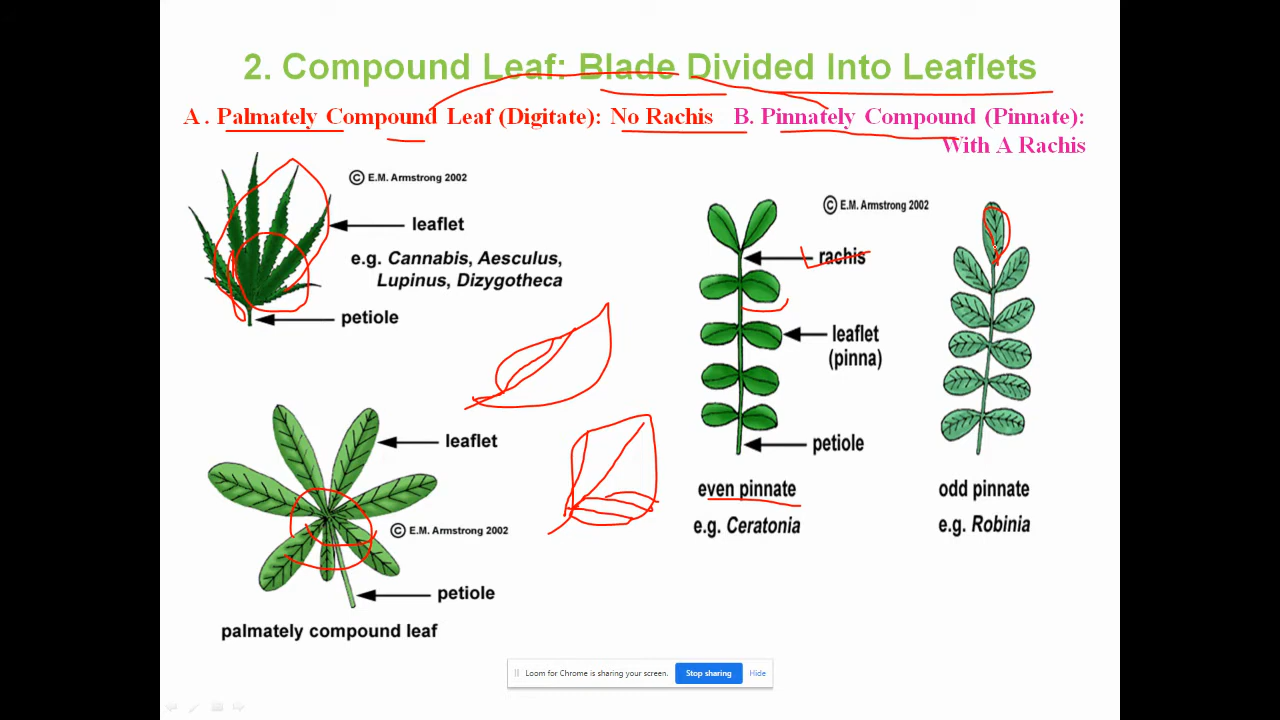 2. Compound Leaf: Blade Divided Into Leaflets
A . Palmately Compound Leaf (Digitate): No Rachis
B. Pinnately Compound (Pinnate):
With A Rachis
© E.M. Armstrong 2002
leaflet
e.g. Cannabis, Aesculus,
Lupinus, Dizygotheca
petiole
leaflet
© E.M. Armstrong 2002
petiole
palmately compound leaf
© E.M. Armstrong 2002
rachis
leaflet
(pinna)
petiole
even pinnate
e.g. Ceratonia
odd pinnate
e.g. Robinia
Loom for Chrome is sharing your screen.
Stop sharing
Hide